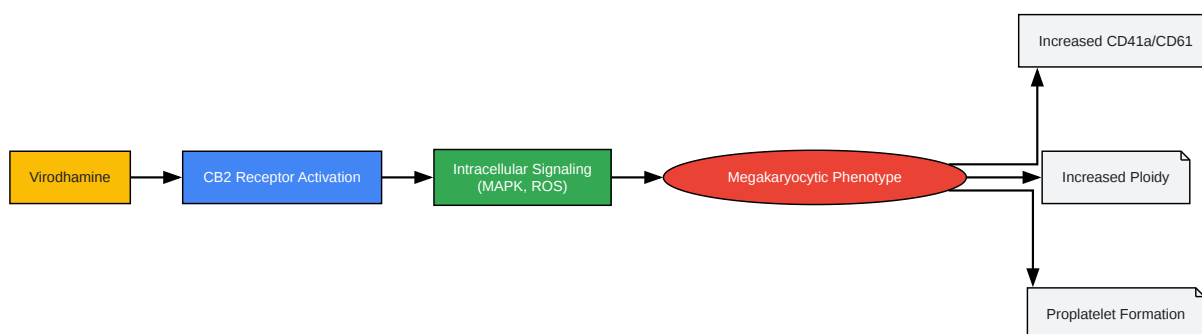 Increased CD41a/CD61
Virodhamine
CB2 Receptor Activation
Intracellular Signaling
(MAPK, ROS)
Megakaryocytic Phenotype
Increased Ploidy
Proplatelet Formation